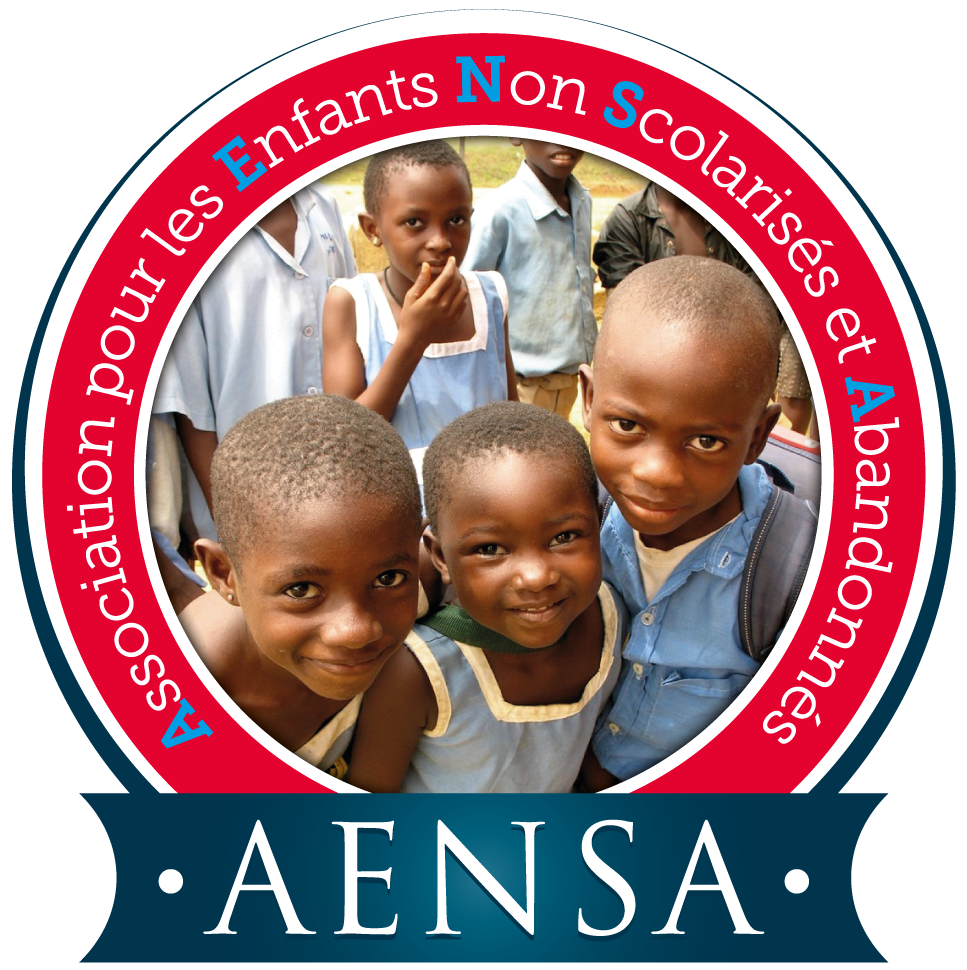 Association pour les Enfants Non Scolarisés et Abandonnés
• AENSA •